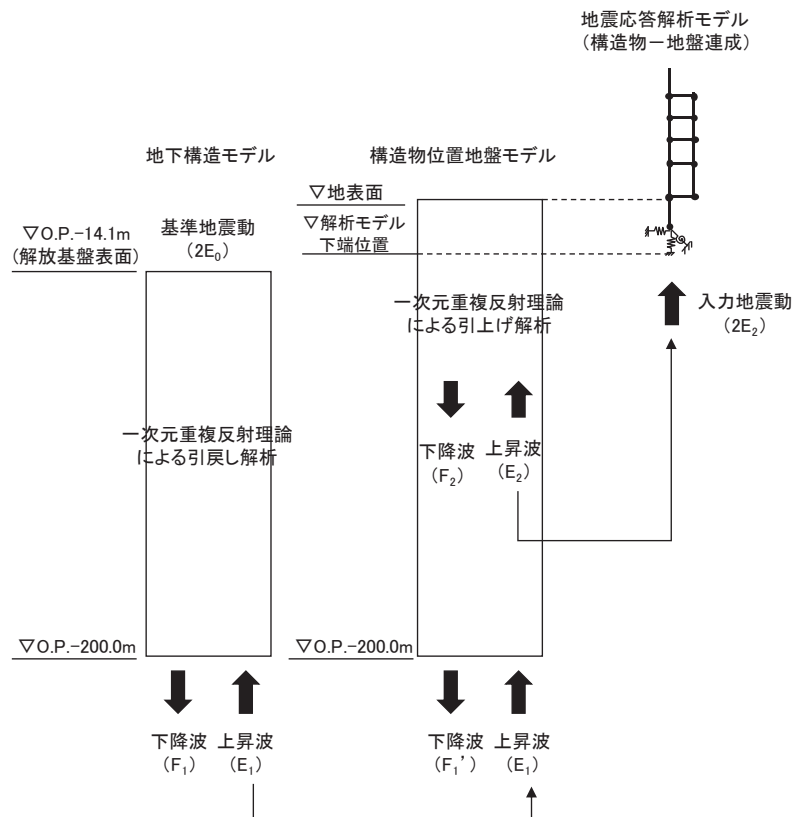 地震応答解析モデル
(構造物ー地盤連成)
地下構造モデル
構造物位置地盤モデル
▽O.P.-14.1m
(解放基盤表面)
基準地震動
(2E₀)
▽地表面
▽解析モデル
下端位置
一次元重複反射理論
による引上げ解析
入力地震動
(2E₂)
一次元重複反射理論
による引戻し解析
下降波
(F₂)
上昇波
(E₂)
▽O.P.-200.0m
▽O.P.-200.0m
下降波
(F₁)
上昇波
(E₁)
下降波
(F₁’)
上昇波
(E₁)